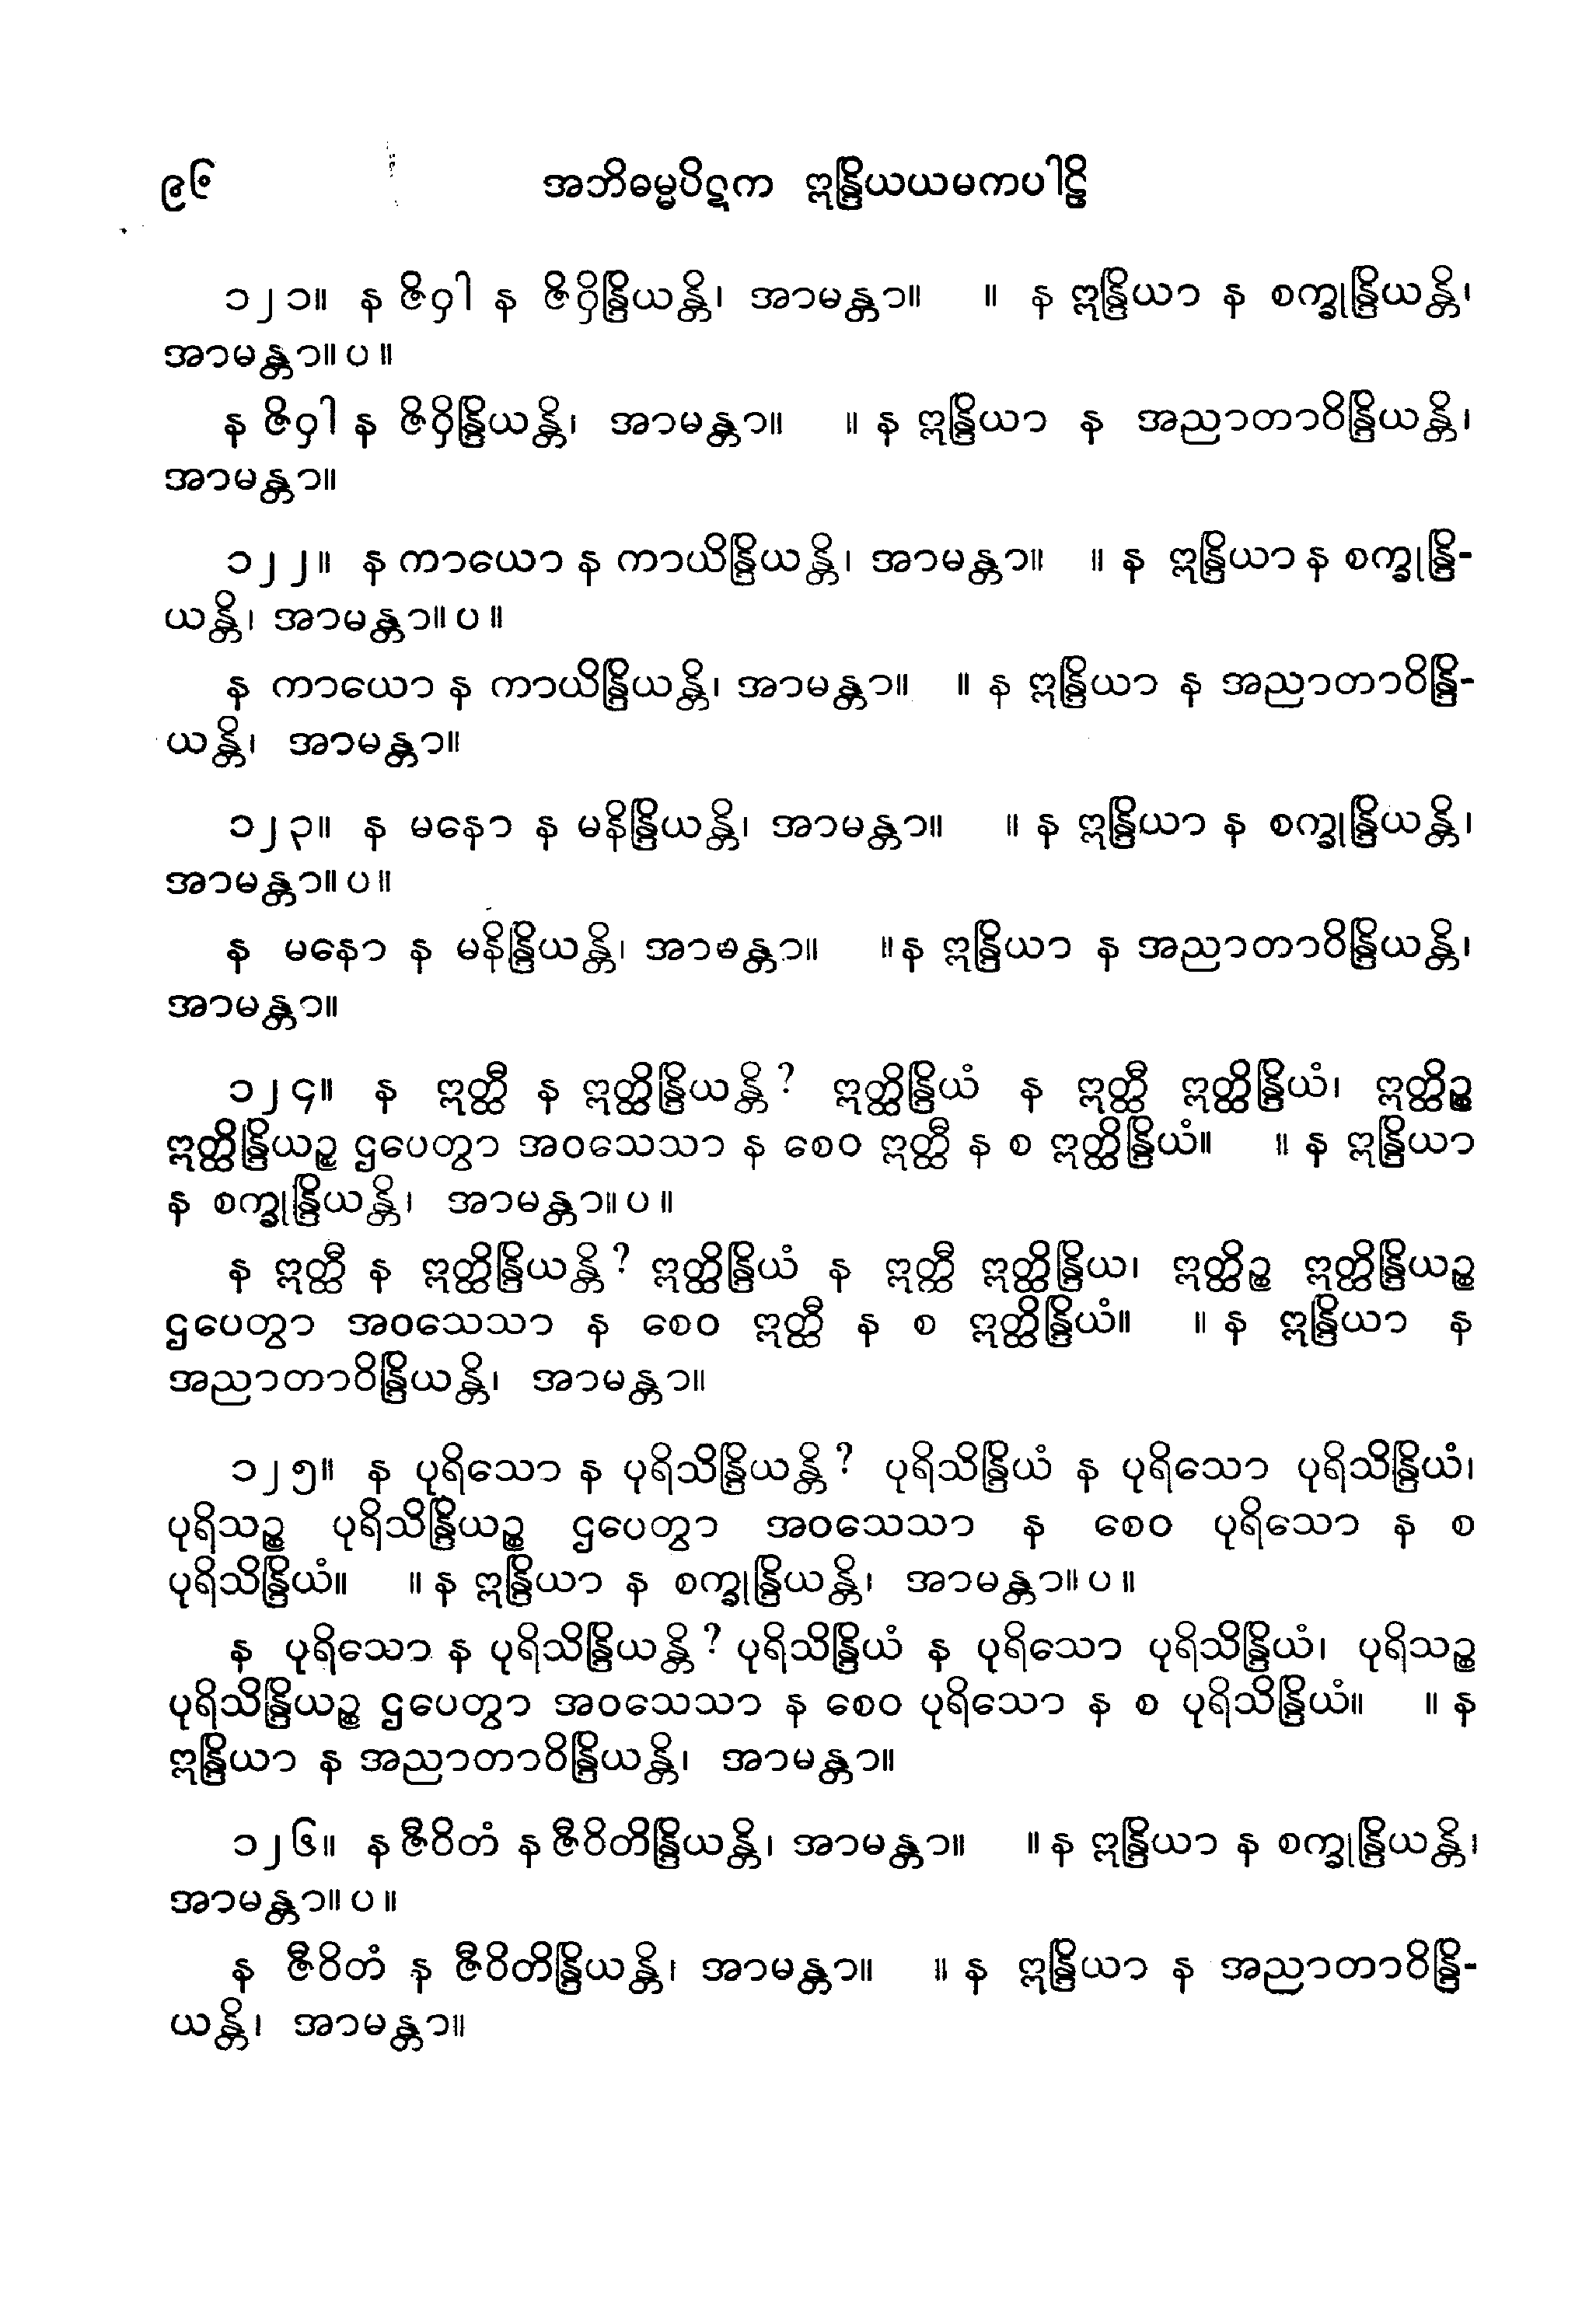 ၉၆ အဘိဓမ္မပိဋက ဣန္ဒြိယယမကပါဠိ
၁၂၁။ န ဇိဝှါ န ဇိဝှိန္ဒြိယန္တိ၊ အာမန္တာ။ ။ န ဣန္ဒြိယာ န စက္ခုန္ဒြိယန္တိ၊
အာမန္တာ။ ပ ။
န ဇိဝှါ န ဇိဝှိန္ဒြိယန္တိ၊ အာမန္တာ။ ။ န ဣန္ဒြိယာ န အညာတာဝိန္ဒြိယန္တိ၊
အာမန္တာ။
၁၂၂။ န ကာယော န ကာယိန္ဒြိယန္တိ၊ အာမန္တာ။ ။ န ဣန္ဒြိယာ န စက္ခုန္ဒြိ-
ယန္တိ၊ အာမန္တာ။ ပ ။
န ကာယော န ကာယိန္ဒြိယန္တိ၊ အာမန္တာ။ ။ န ဣန္ဒြိယာ န အညာတာဝိန္ဒြိ-
ယန္တိ၊ အာမန္တာ။
၁၂၃။ န မနော န မနိန္ဒြိယန္တိ၊ အာမန္တာ။ ။ န ဣန္ဒြိယာ န စက္ခုန္ဒြိယန္တိ၊
အာမန္တာ။ ပ ။
န မနော န မနိန္ဒြိယန္တိ၊ အာမန္တာ။ ။ န ဣန္ဒြိယာ န အညာတာဝိန္ဒြိယန္တိ၊
အာမန္တာ။
၁၂၄။ န ဣတ္ထီ န ဣတ္ထိန္ဒြိယန္တိ? ဣတ္ထိန္ဒြိယံ န ဣတ္ထီ ဣတ္ထိန္ဒြိယံ၊ ဣတ္ထိဉ္စ
ဣတ္ထိန္ဒြိယဉ္စ ဌပေတွာ အဝသေသာ န စေဝ ဣတ္ထီ န စ ဣတ္ထိန္ဒြိယံ။ ။ န ဣန္ဒြိယာ
န စက္ခုန္ဒြိယန္တိ၊ အာမန္တာ။ ပ ။
န ဣတ္ထီ န ဣတ္ထိန္ဒြိယန္တိ? ဣတ္ထိန္ဒြိယံ န ဣတ္ထီ ဣတ္ထိန္ဒြိယ၊ ဣတ္ထိဉ္စ ဣတ္ထိန္ဒြိယဉ္စ
ဌပေတွာ အဝသေသာ န စေဝ ဣတ္ထီ န စ ဣတ္ထိန္ဒြိယံ။ ။ န ဣန္ဒြိယာ န
အညာတာဝိန္ဒြိယန္တိ၊ အာမန္တာ။
၁၂၅။ န ပုရိသော န ပုရိသိန္ဒြိယန္တိ? ပုရိသိန္ဒြိယံ န ပုရိသော ပုရိသိန္ဒြိယံ၊
ပုရိသဉ္စ ပုရိသိန္ဒြိယဉ္စ ဌပေတွာ အဝသေသာ န စေဝ ပုရိသော န စ
ပုရိသိန္ဒြိယံ။ ။ န ဣန္ဒြိယာ န စက္ခုန္ဒြိယန္တိ၊ အာမန္တာ။ ပ ။
န ပုရိသော န ပုရိသိန္ဒြိယန္တိ? ပုရိသိန္ဒြိယံ န ပုရိသော ပုရိသိန္ဒြိယံ၊ ပုရိသဉ္စ
ပုရိသိန္ဒြိယဉ္စ ဌပေတွာ အဝသေသာ န စေဝ ပုရိသော န စ ပုရိသိန္ဒြိယံ။ ။ န
ဣန္ဒြိယာ န အညာတာဝိန္ဒြိယန္တိ၊ အာမန္တာ။
၁၂၆။ န ဇီဝိတံ န ဇီဝိတိန္ဒြိယန္တိ၊ အာမန္တာ။ ။ န ဣန္ဒြိယာ န စက္ခုန္ဒြိယန္တိ၊
အာမန္တာ။ ပ ။
န ဇီဝိတံ န ဇီဝိတိန္ဒြိယန္တိ၊ အာမန္တာ။ ။ န ဣန္ဒြိယာ န အညာတာဝိန္ဒြိ-
ယန္တိ၊ အာမန္တာ။